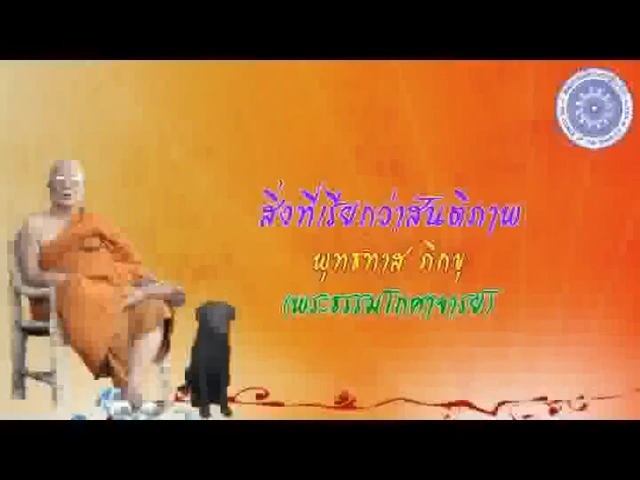 สิ่งที่เรียกว่าสันติภาพ
พุทธทาส ภิกขุ
(พระธรรมโกศาจารย์)